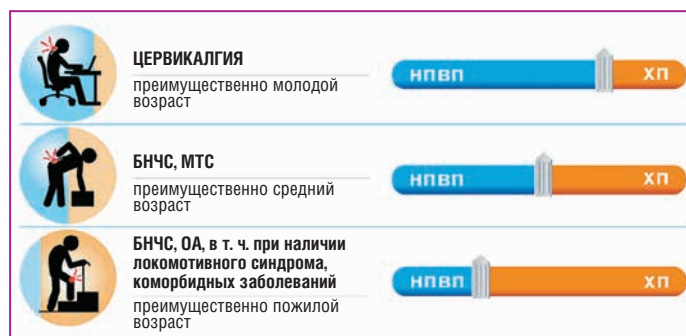 ЦЕРВИКАЛГИЯ
преимущественно молодой
возраст
НПВП ХП
БНЧС, МТС
преимущественно средний
возраст
НПВП ХП
БНЧС, ОА, в т. ч. при наличии
локомотивного синдрома,
коморбидных заболеваний
преимущественно пожилой
возраст
НПВП ХП